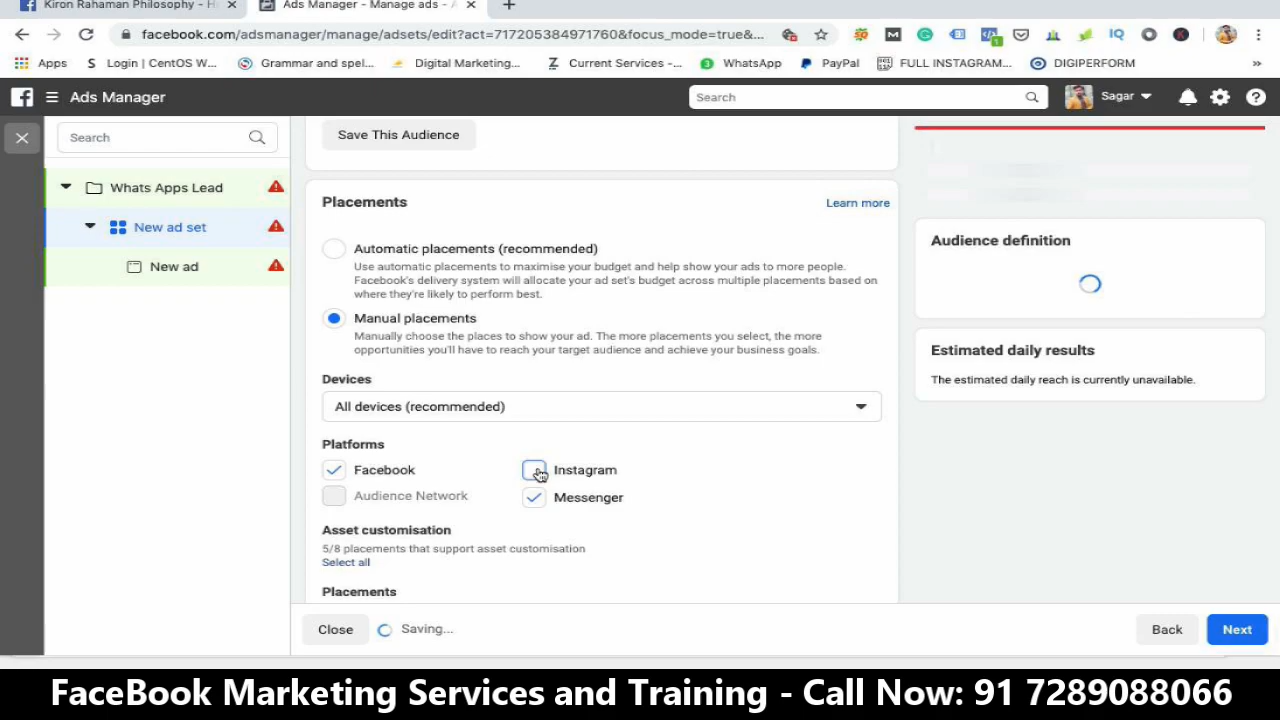 Kiron Rahaman Philosophy - H
Ads Manager - Manage ads - A
facebook.com/adsmanager/manage/adsets/edit?act=717205384971760&focus_mode=true&...
Apps
Login | CentOS W...
Grammar and spel...
Digital Marketing...
Current Services -...
WhatsApp
PayPal
FULL INSTAGRAM...
DIGIPERFORM
Ads Manager
Search
Sagar
Search
Whats Apps Lead
New ad set
New ad
Save This Audience
Placements
Learn more
Automatic placements (recommended)
Use automatic placements to maximise your budget and help show your ads to more people.
Facebook's delivery system will allocate your ad set's budget across multiple placements based on
where they're likely to perform best.
Manual placements
Manually choose the places to show your ad. The more placements you select, the more
opportunities you'll have to reach your target audience and achieve your business goals.
Devices
All devices (recommended)
Platforms
Facebook
Instagram
Audience Network
Messenger
Asset customisation
5/8 placements that support asset customisation
Select all
Placements
Audience definition
Estimated daily results
The estimated daily reach is currently unavailable.
Close
Saving...
Back
Next
FaceBook Marketing Services and Training - Call Now: 91 7289088066